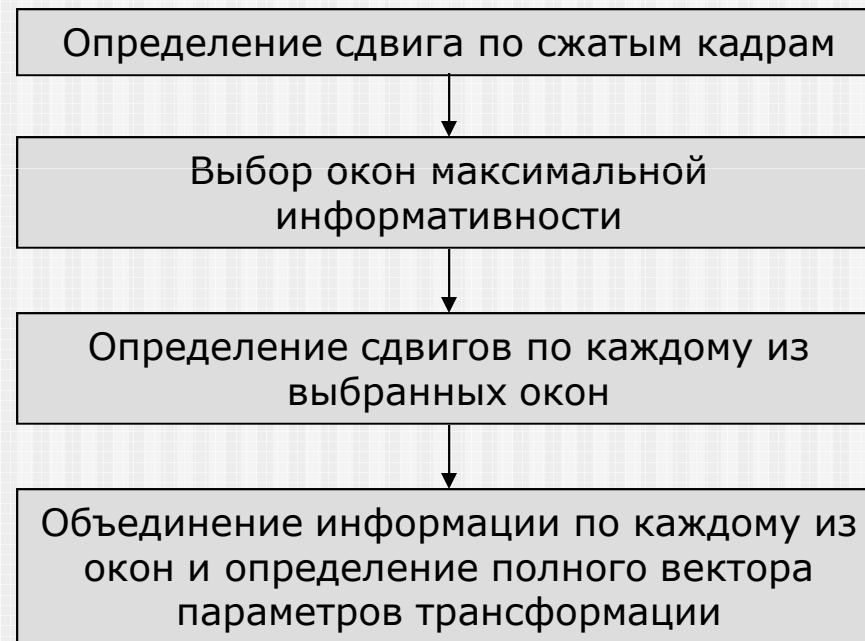 Определение сдвига по сжатым кадрам
Выбор окон максимальной
информативности
Определение сдвигов по каждому из
выбранных окон
Объединение информации по каждому из
окон и определение полного вектора
параметров трансформации